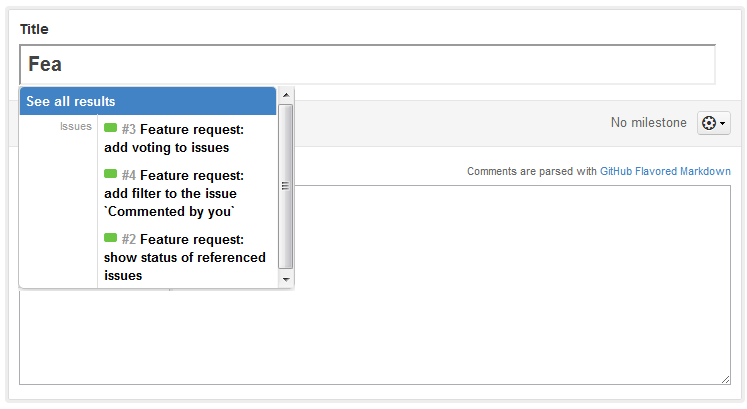 Title
Fea
See all results
Issues
#3 Feature request:
add voting to issues
#4 Feature request:
add filter to the issue
`Commented by you`
#2 Feature request:
show status of referenced
issues
No milestone
Comments are parsed with GitHub Flavored Markdown